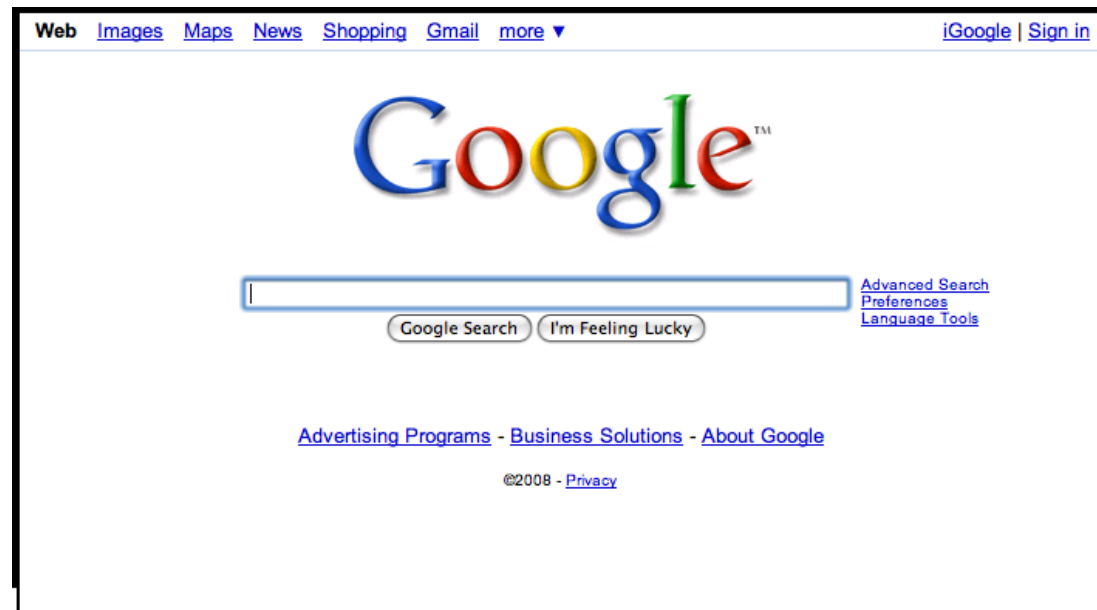 Web Images Maps News Shopping Gmail more ▼ iGoogle | Sign in
Google™
Advanced Search
Preferences
Language Tools
Google Search I'm Feeling Lucky
Advertising Programs - Business Solutions - About Google
©2008 - Privacy